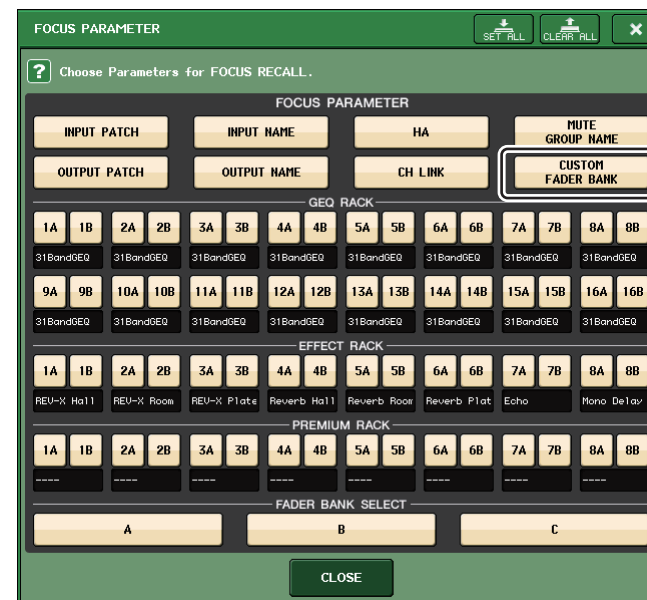 FOCUS PARAMETER
SET ALL
CLEAR ALL
? Choose Parameters for FOCUS RECALL.
FOCUS PARAMETER
INPUT PATCH INPUT NAME HA MUTE GROUP NAME
OUTPUT PATCH OUTPUT NAME CH LINK CUSTOM FADER BANK
GEQ RACK
1A 1B 2A 2B 3A 3B 4A 4B 5A 5B 6A 6B 7A 7B 8A 8B
31BandGEQ 31BandGEQ 31BandGEQ 31BandGEQ 31BandGEQ 31BandGEQ 31BandGEQ 31BandGEQ
9A 9B 10A 10B 11A 11B 12A 12B 13A 13B 14A 14B 15A 15B 16A 16B
31BandGEQ 31BandGEQ 31BandGEQ 31BandGEQ 31BandGEQ 31BandGEQ 31BandGEQ 31BandGEQ
EFFECT RACK
1A 1B 2A 2B 3A 3B 4A 4B 5A 5B 6A 6B 7A 7B 8A 8B
REV-X Hall REV-X Room REV-X Plate Reverb Hall Reverb Room Reverb Plat Echo Mono Delay
PREMIUM RACK
1A 1B 2A 2B 3A 3B 4A 4B 5A 5B 6A 6B 7A 7B 8A 8B
---- ---- ---- ---- ---- ---- ---- ----
FADER BANK SELECT
A B C
CLOSE